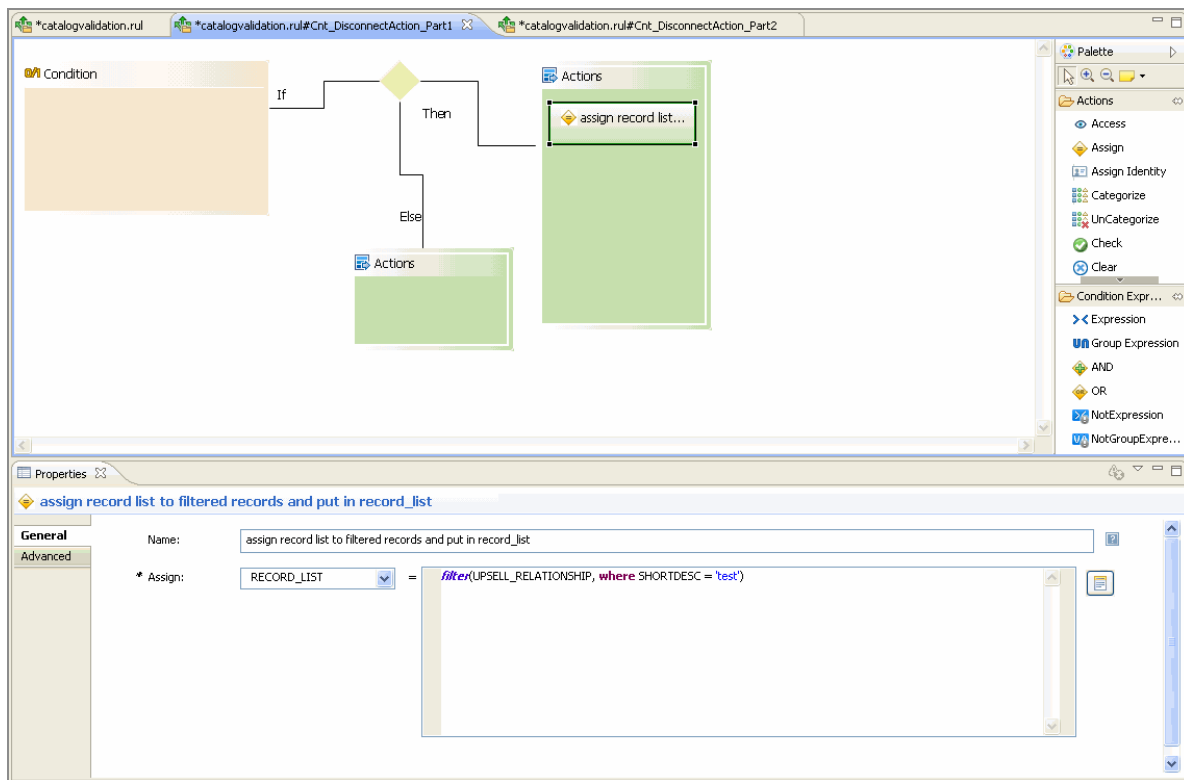 *catalogvalidation.rul *catalogvalidation.rul#Cnt_DisconnectAction_Part1 *catalogvalidation.rul#Cnt_DisconnectAction_Part2
Condition
If
Then
Else
Actions
assign record list...
Actions
Palette
Actions
Access
Assign
Assign Identity
Categorize
UnCategorize
Check
Clear
Condition Expr...
Expression
Group Expression
AND
OR
NotExpression
NotGroupExpre...
Properties
assign record list to filtered records and put in record_list
General
Advanced
Name: assign record list to filtered records and put in record_list
* Assign: RECORD_LIST = filter(UPSELL_RELATIONSHIP, where SHORTDESC = 'test')